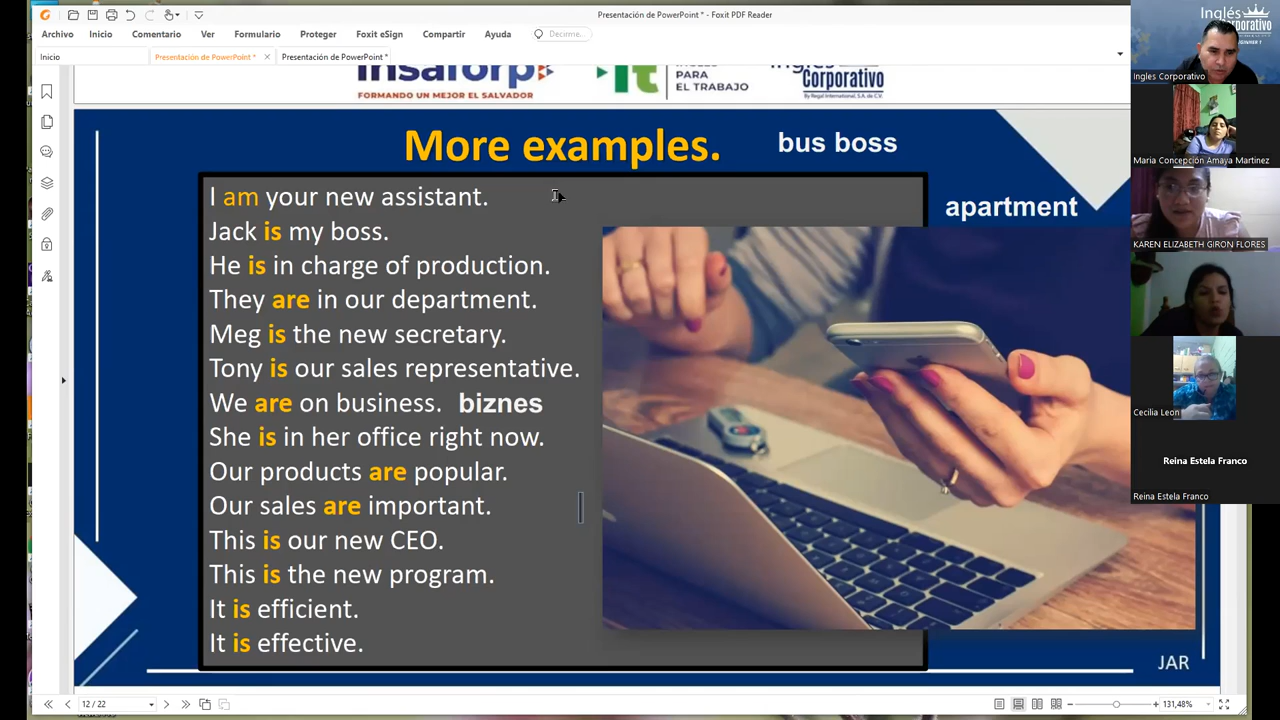 Presentación de PowerPoint * - Foxit PDF Reader
Archivo Inicio Comentario Ver Formulario Proteger Foxit eSign Compartir Ayuda Decirme...
Inicio Presentación de PowerPoint * × Presentación de PowerPoint *
insaforp
FORMANDO UN MEJOR EL SALVADOR
it
INGLÉS
PARA
EL TRABAJO
Inglés
Corporativo
By Regal International, S.A. de C.V.
More examples.
bus boss
apartment
I am your new assistant.
Jack is my boss.
He is in charge of production.
They are in our department.
Meg is the new secretary.
Tony is our sales representative.
We are on business. biznes
She is in her office right now.
Our products are popular.
Our sales are important.
This is our new CEO.
This is the new program.
It is efficient.
It is effective.
JAR
12 / 22
131,48%
Inglés
Corporativo
Ingles Corporativo
Maria Concepción Amaya Martinez
KAREN ELIZABETH GIRON FLORES
Cecilia Leon
Reina Estela Franco
Reina Estela Franco